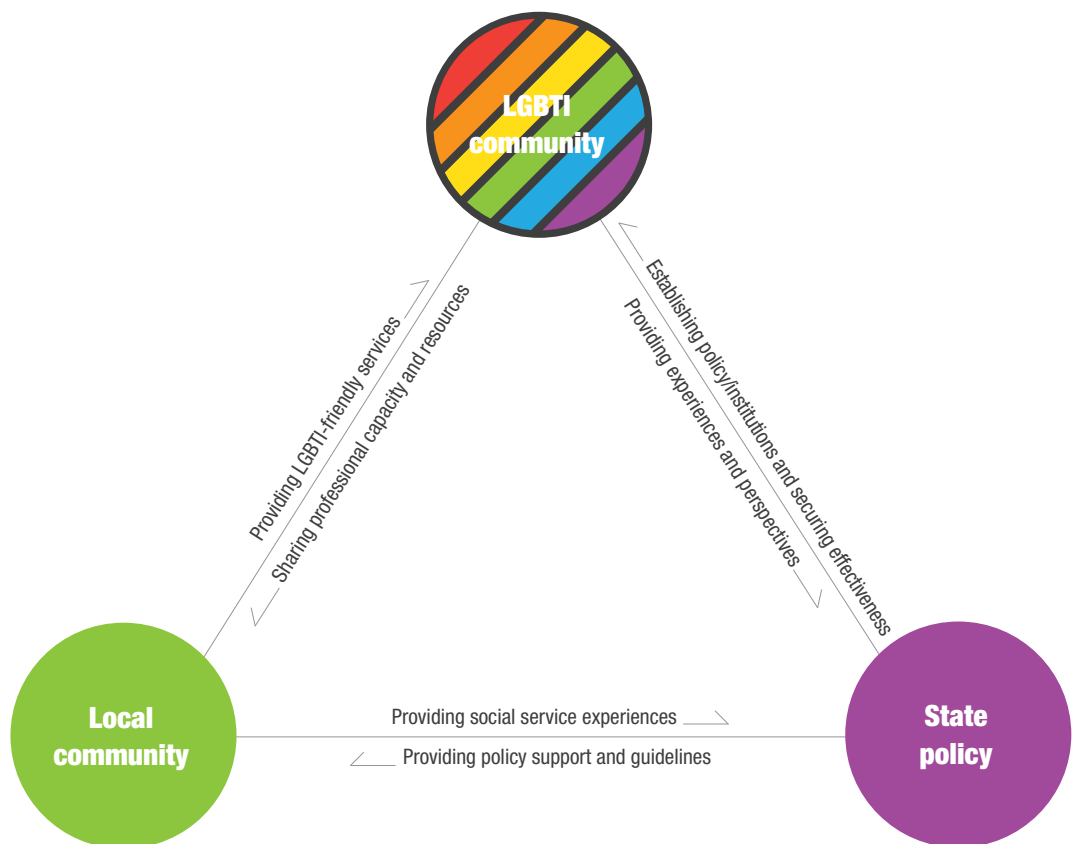 LGBTI
community
Establishing policy/institutions and securing effectiveness
Providing experiences and perspectives
Providing LGBTI-friendly services
Sharing professional capacity and resources
Local
community
Providing social service experiences
Providing policy support and guidelines
State
policy